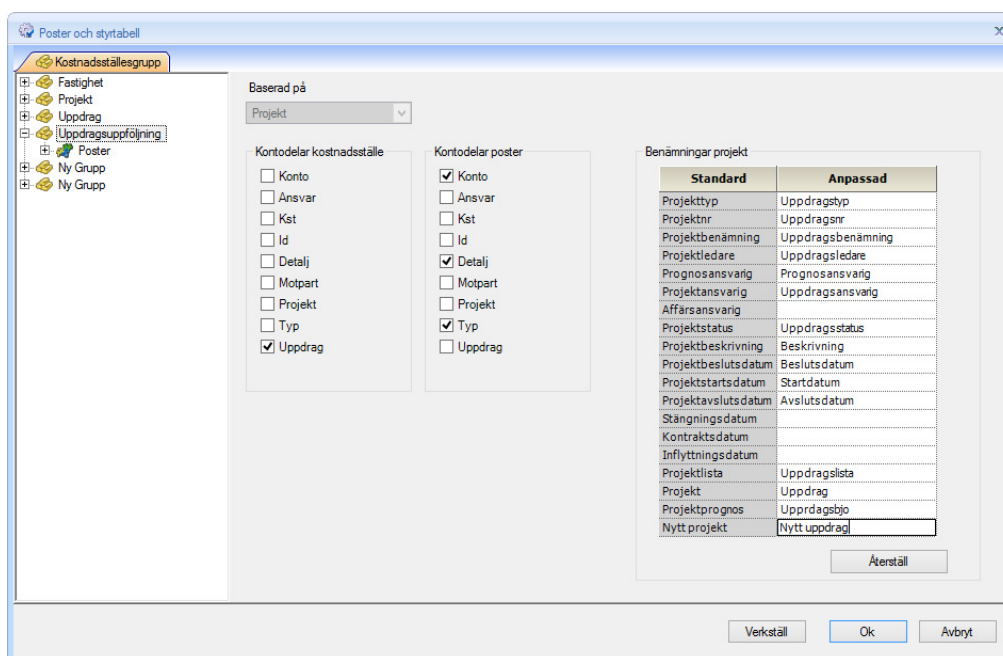 Poster och styrtabell
Kostnadsställesgrupp
Fastighet
Projekt
Uppdrag
Uppdragsuppföljning
Poster
Ny Grupp
Ny Grupp
Baserad på
Projekt
Kontodelar kostnadsställe
Konto
Ansvar
Kst
Id
Detalj
Motpart
Projekt
Typ
Uppdrag
Kontodelar poster
Konto
Ansvar
Kst
Id
Detalj
Motpart
Projekt
Typ
Uppdrag
Benämningar projekt
Standard Anpassad
Projekttyp Uppdragstyp
Projektnr Uppdragsnr
Projektbenämning Uppdragsbenämning
Projektledare Uppdragsledare
Prognosansvarig Prognosansvarig
Projektansvarig Uppdragsansvarig
Affärsansvarig
Projektstatus Uppdragsstatus
Projektbeskrivning Beskrivning
Projektbeslutsdatum Beslutsdatum
Projektstartsdatum Startdatum
Projektavslutsdatum Avslutsdatum
Stängningsdatum
Kontraktsdatum
Inflyttningsdatum
Projektlista Uppdragslista
Projekt Uppdrag
Projektprognos Upprdagsbjo
Nytt projekt Nytt uppdrag
Återställ
Verkställ Ok Avbryt